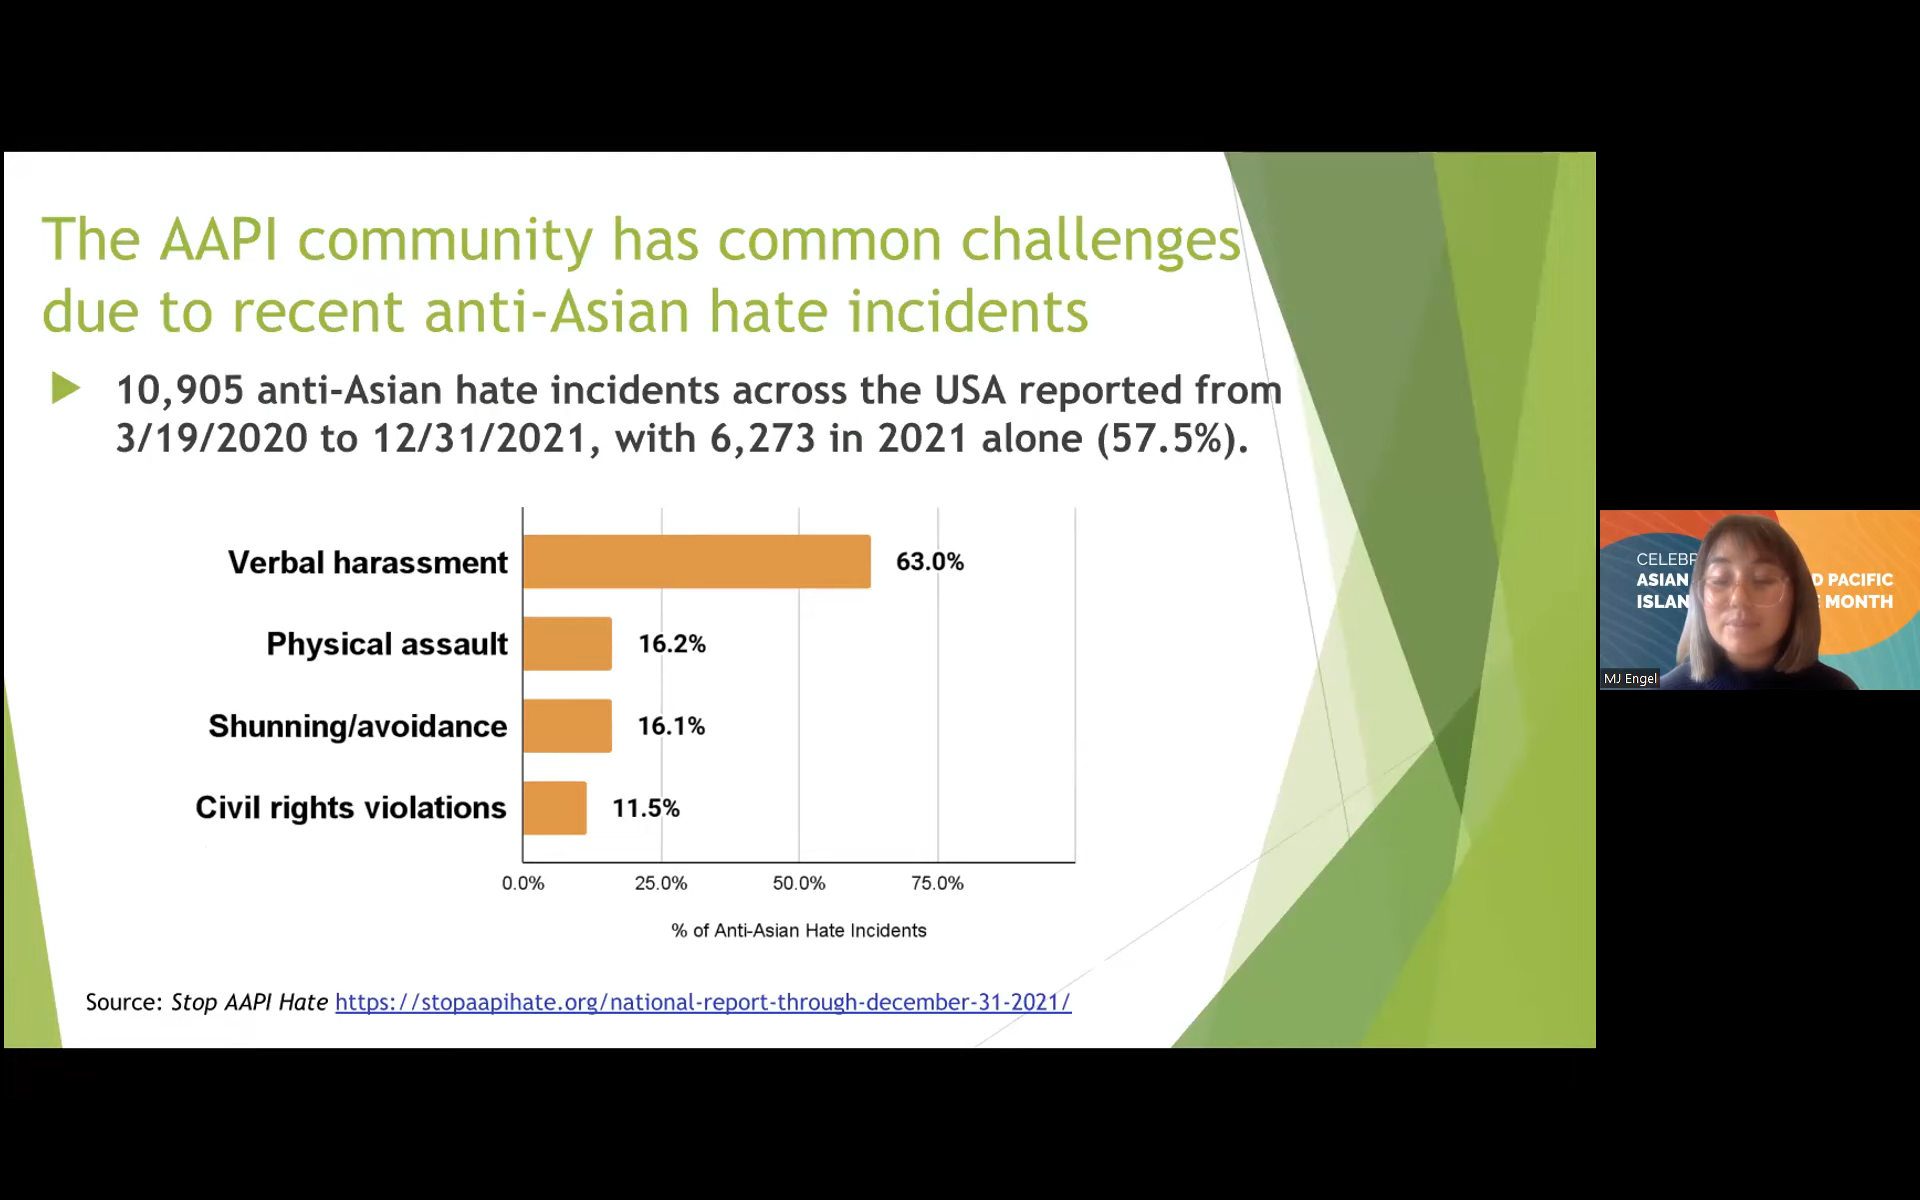 The AAPI community has common challenges
due to recent anti-Asian hate incidents
10,905 anti-Asian hate incidents across the USA reported from
3/19/2020 to 12/31/2021, with 6,273 in 2021 alone (57.5%).
Verbal harassment 63.0%
Physical assault 16.2%
Shunning/avoidance 16.1%
Civil rights violations 11.5%
0.0% 25.0% 50.0% 75.0%
% of Anti-Asian Hate Incidents
Source: Stop AAPI Hate https://stopaapihate.org/national-report-through-december-31-2021/
CELEBR
ASIAN D PACIFIC
ISLAN MONTH
MJ Engel